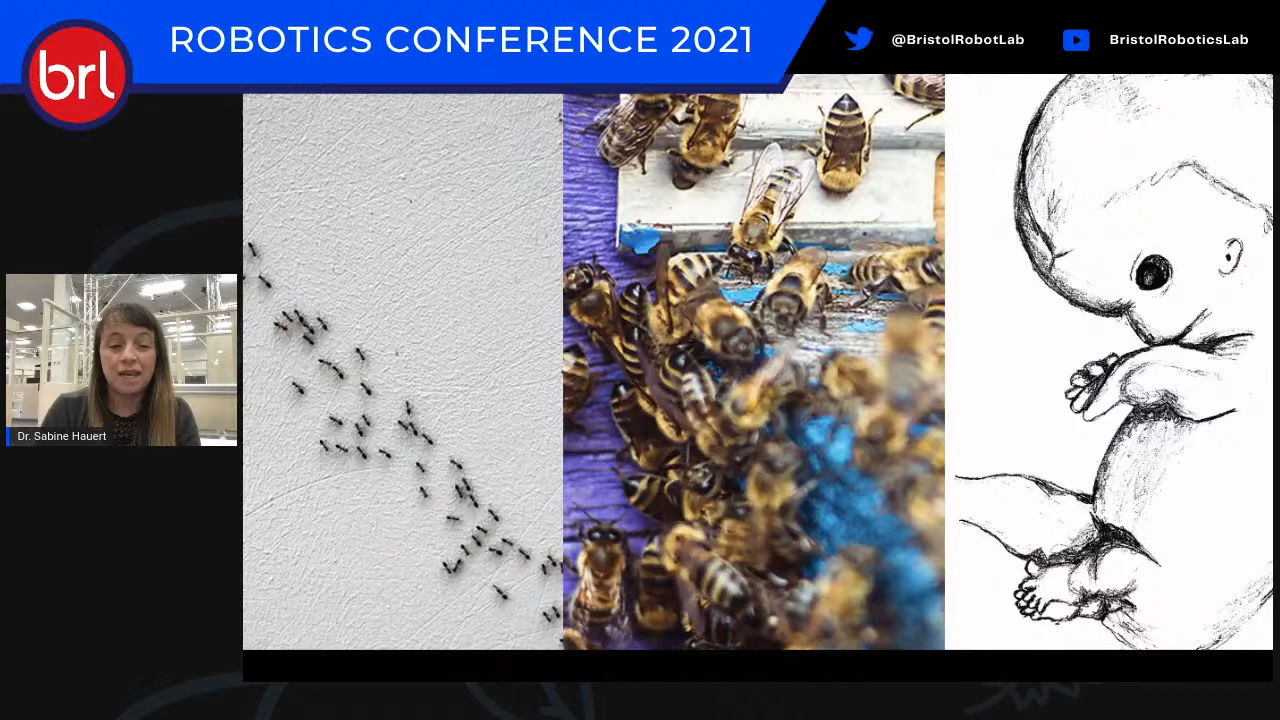 brl
ROBOTICS CONFERENCE 2021
@BristolRobotLab
BristolRoboticsLab
Dr. Sabine Hauert